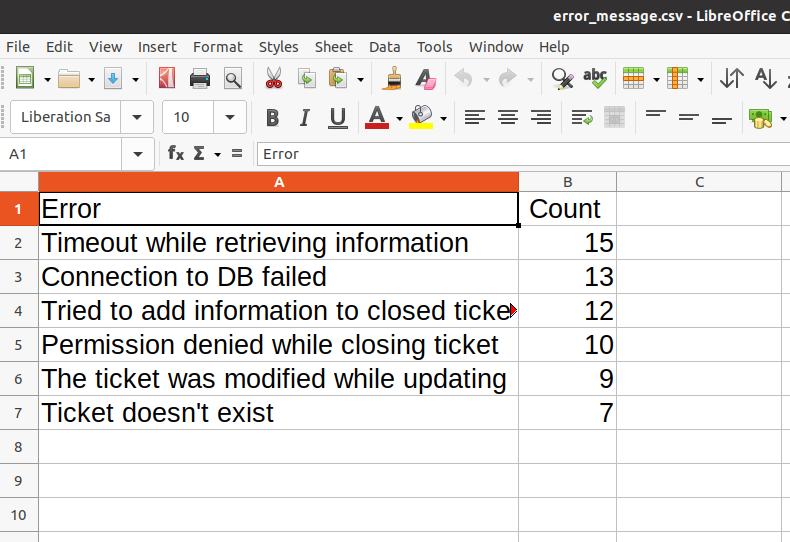 error_message.csv - LibreOffice C
File Edit View Insert Format Styles Sheet Data Tools Window Help
Liberation Sa 10
A1 Error
A B C
1 Error Count
2 Timeout while retrieving information 15
3 Connection to DB failed 13
4 Tried to add information to closed ticke 12
5 Permission denied while closing ticket 10
6 The ticket was modified while updating 9
7 Ticket doesn't exist 7
8
9
10